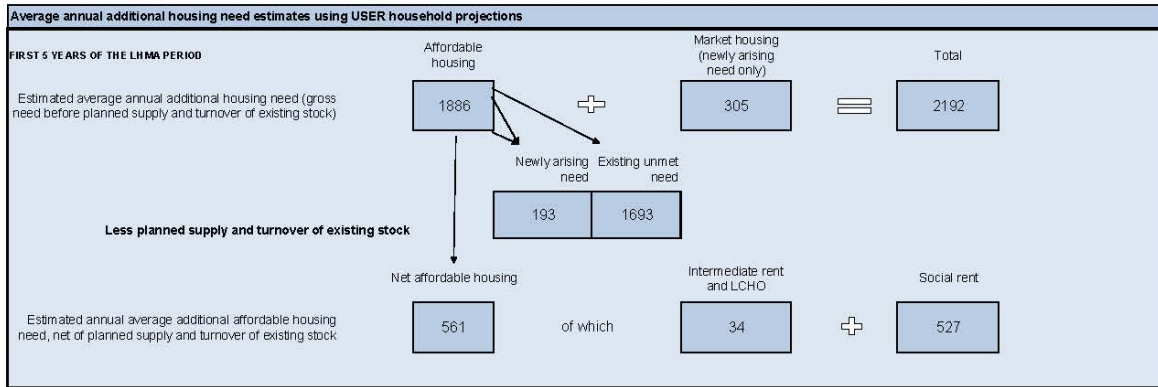 Average annual additional housing need estimates using USER household projections
FIRST 5 YEARS OF THE LHMA PERIOD
Affordable
housing
Market housing
(newly arising
need only)
Total
Estimated average annual additional housing need (gross
need before planned supply and turnover of existing stock)
1886
305
2192
Newly arising
need
Existing unmet
need
193
1693
Less planned supply and turnover of existing stock
Net affordable housing
Intermediate rent
and LCHO
Social rent
Estimated annual average additional affordable housing
need, net of planned supply and turnover of existing stock
561
of which
34
527